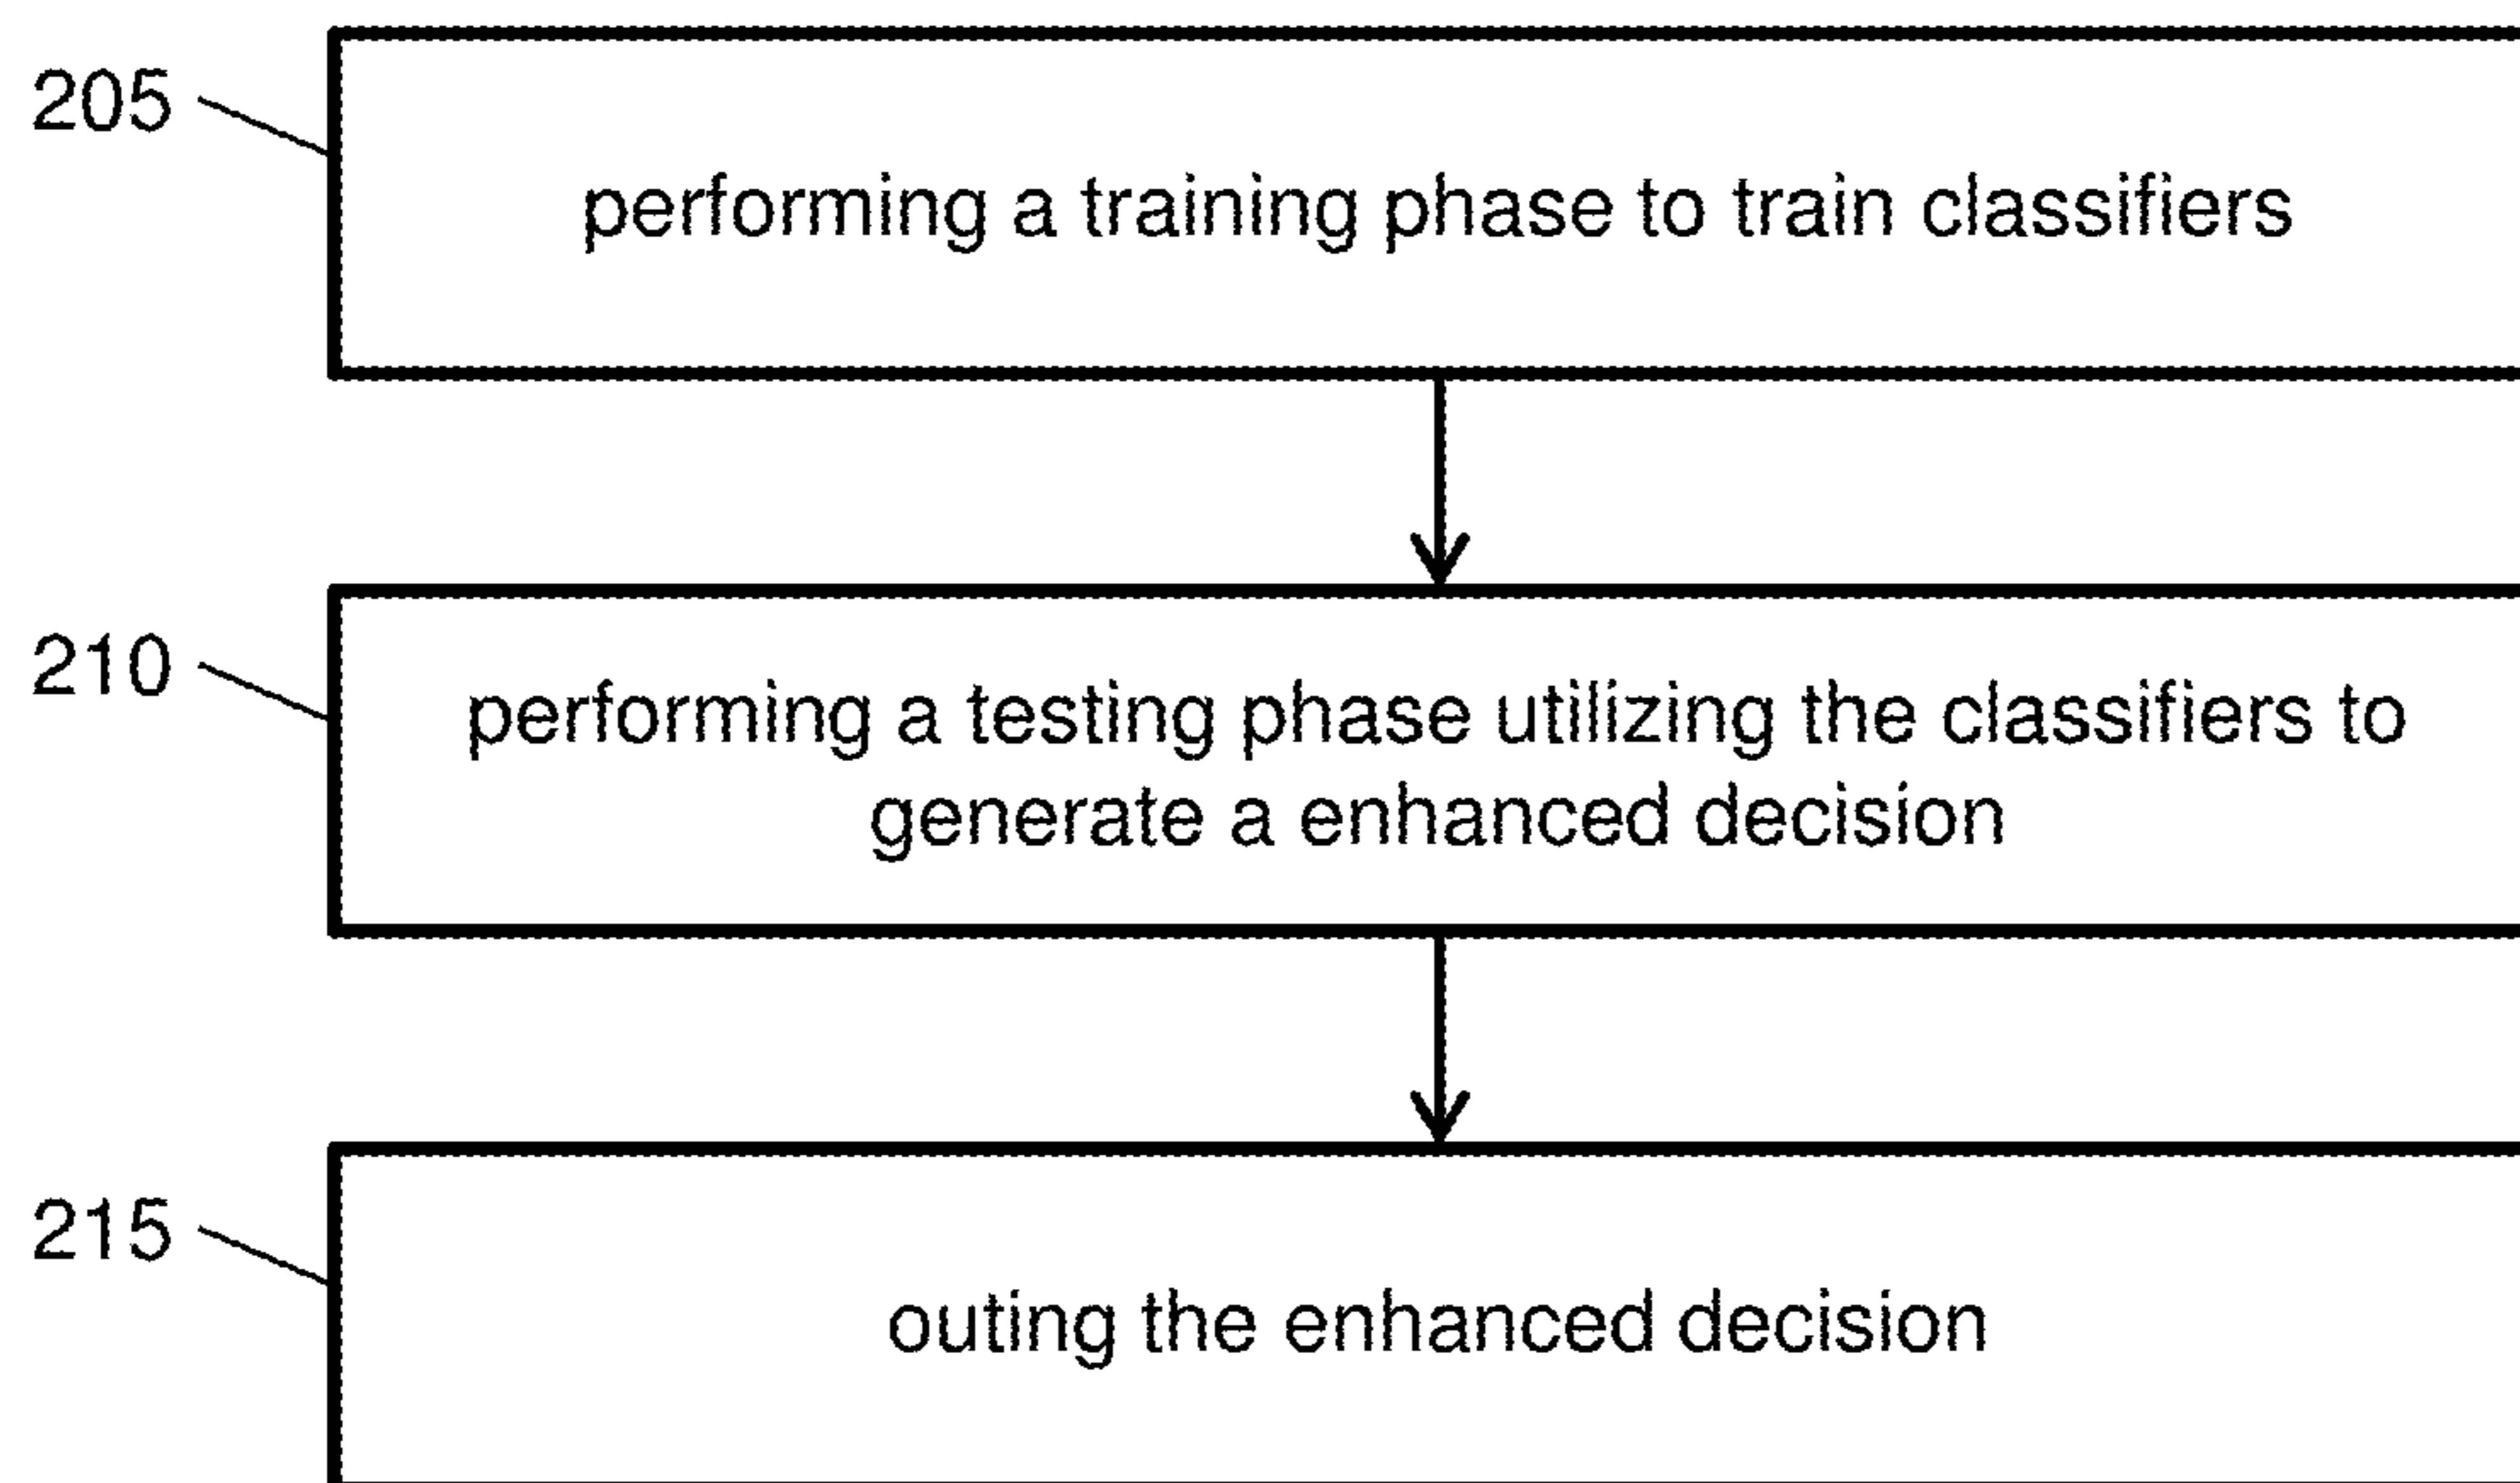 205
performing a training phase to train classifiers
210
performing a testing phase utilizing the classifiers to
generate a enhanced decision
215
outing the enhanced decision